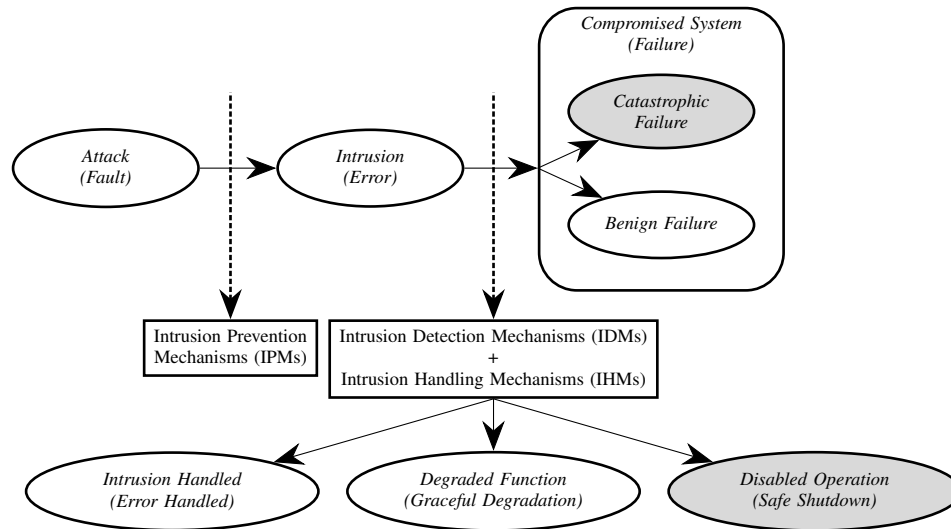 Compromised System
(Failure)
Catastrophic
Failure
Attack
(Fault)
Intrusion
(Error)
Benign Failure
Intrusion Prevention
Mechanisms (IPMs)
Intrusion Detection Mechanisms (IDMs)
+
Intrusion Handling Mechanisms (IHMs)
Intrusion Handled
(Error Handled)
Degraded Function
(Graceful Degradation)
Disabled Operation
(Safe Shutdown)